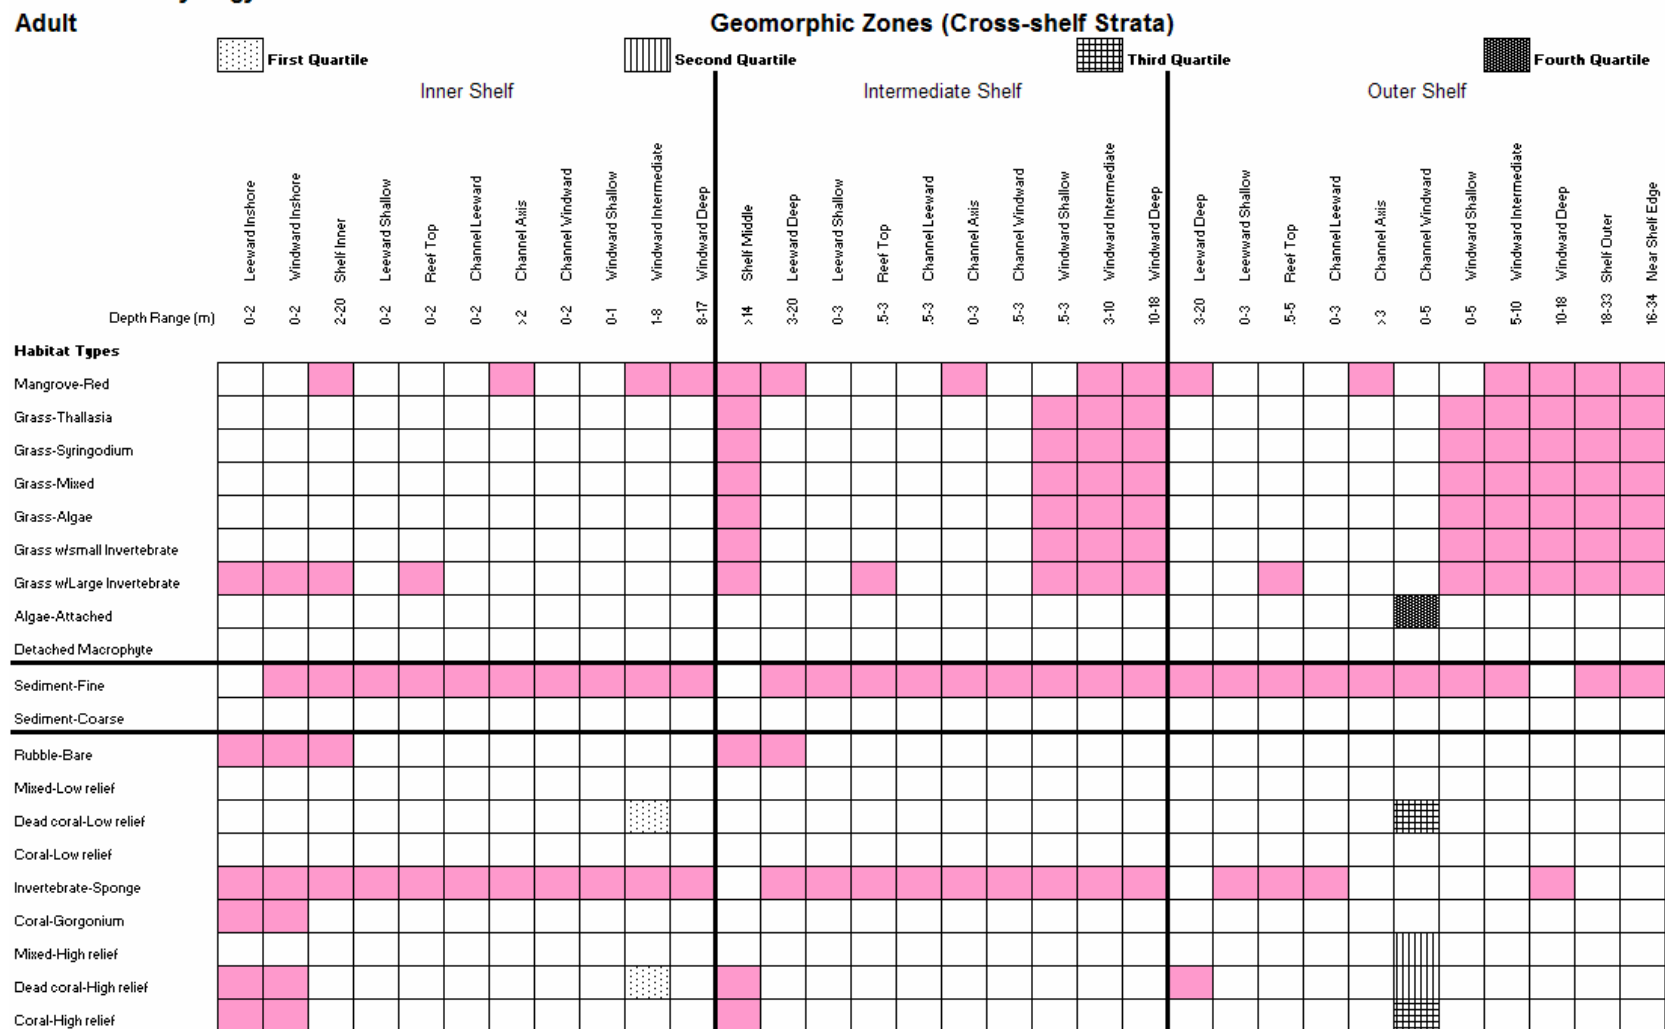 Adult
Geomorphic Zones (Cross-shelf Strata)
First Quartile
Second Quartile
Third Quartile
Fourth Quartile
Inner Shelf
Intermediate Shelf
Outer Shelf
Leeward Inshore
Windward Inshore
Shelf Inner
Leeward Shallow
Reef Top
Channel Leeward
Channel Axis
Channel Windward
Windward Shallow
Windward Intermediate
Windward Deep
Shelf Middle
Leeward Deep
Leeward Shallow
Reef Top
Channel Leeward
Channel Axis
Channel Windward
Windward Shallow
Windward Intermediate
Windward Deep
Leeward Deep
Leeward Shallow
Reef Top
Channel Leeward
Channel Axis
Channel Windward
Windward Shallow
Windward Intermediate
Windward Deep
Shelf Outer
Near Shelf Edge
Depth Range (m) 0-2 0-2 2-20 0-2 0-2 0-2 >2 0-2 0-1 1-8 8-17 >14 3-20 0-3 .5-3 .5-3 0-3 .5-3 .5-3 3-10 10-18 3-20 0-3 .5-5 0-3 >3 0-5 0-5 5-10 10-18 18-33 16-34
Habitat Types
Mangrove-Red
Grass-Thallasia
Grass-Syringodium
Grass-Mixed
Grass-Algae
Grass w/small Invertebrate
Grass w/Large Invertebrate
Algae-Attached
Detached Macrophyte
Sediment-Fine
Sediment-Coarse
Rubble-Bare
Mixed-Low relief
Dead coral-Low relief
Coral-Low relief
Invertebrate-Sponge
Coral-Gorgonium
Mixed-High relief
Dead coral-High relief
Coral-High relief